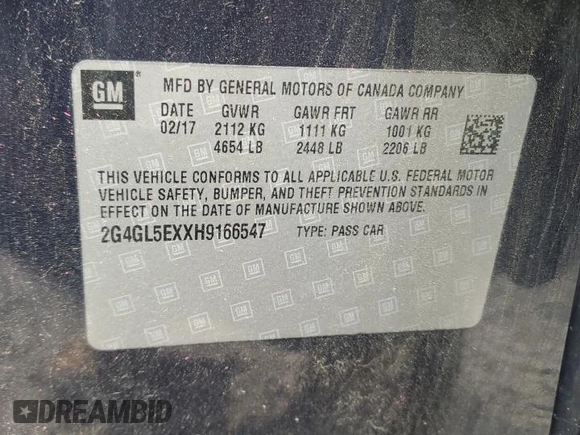 GM
MFD BY GENERAL MOTORS OF CANADA COMPANY
DATE GVWR GAWR FRT GAWR RR
02/17 2112 KG 1111 KG 1001 KG
4654 LB 2448 LB 2206 LB
THIS VEHICLE CONFORMS TO ALL APPLICABLE U.S. FEDERAL MOTOR
VEHICLE SAFETY, BUMPER, AND THEFT PREVENTION STANDARDS IN
EFFECT ON THE DATE OF MANUFACTURE SHOWN ABOVE.
2G4GL5EXXH9166547 TYPE: PASS CAR
DREAMBID